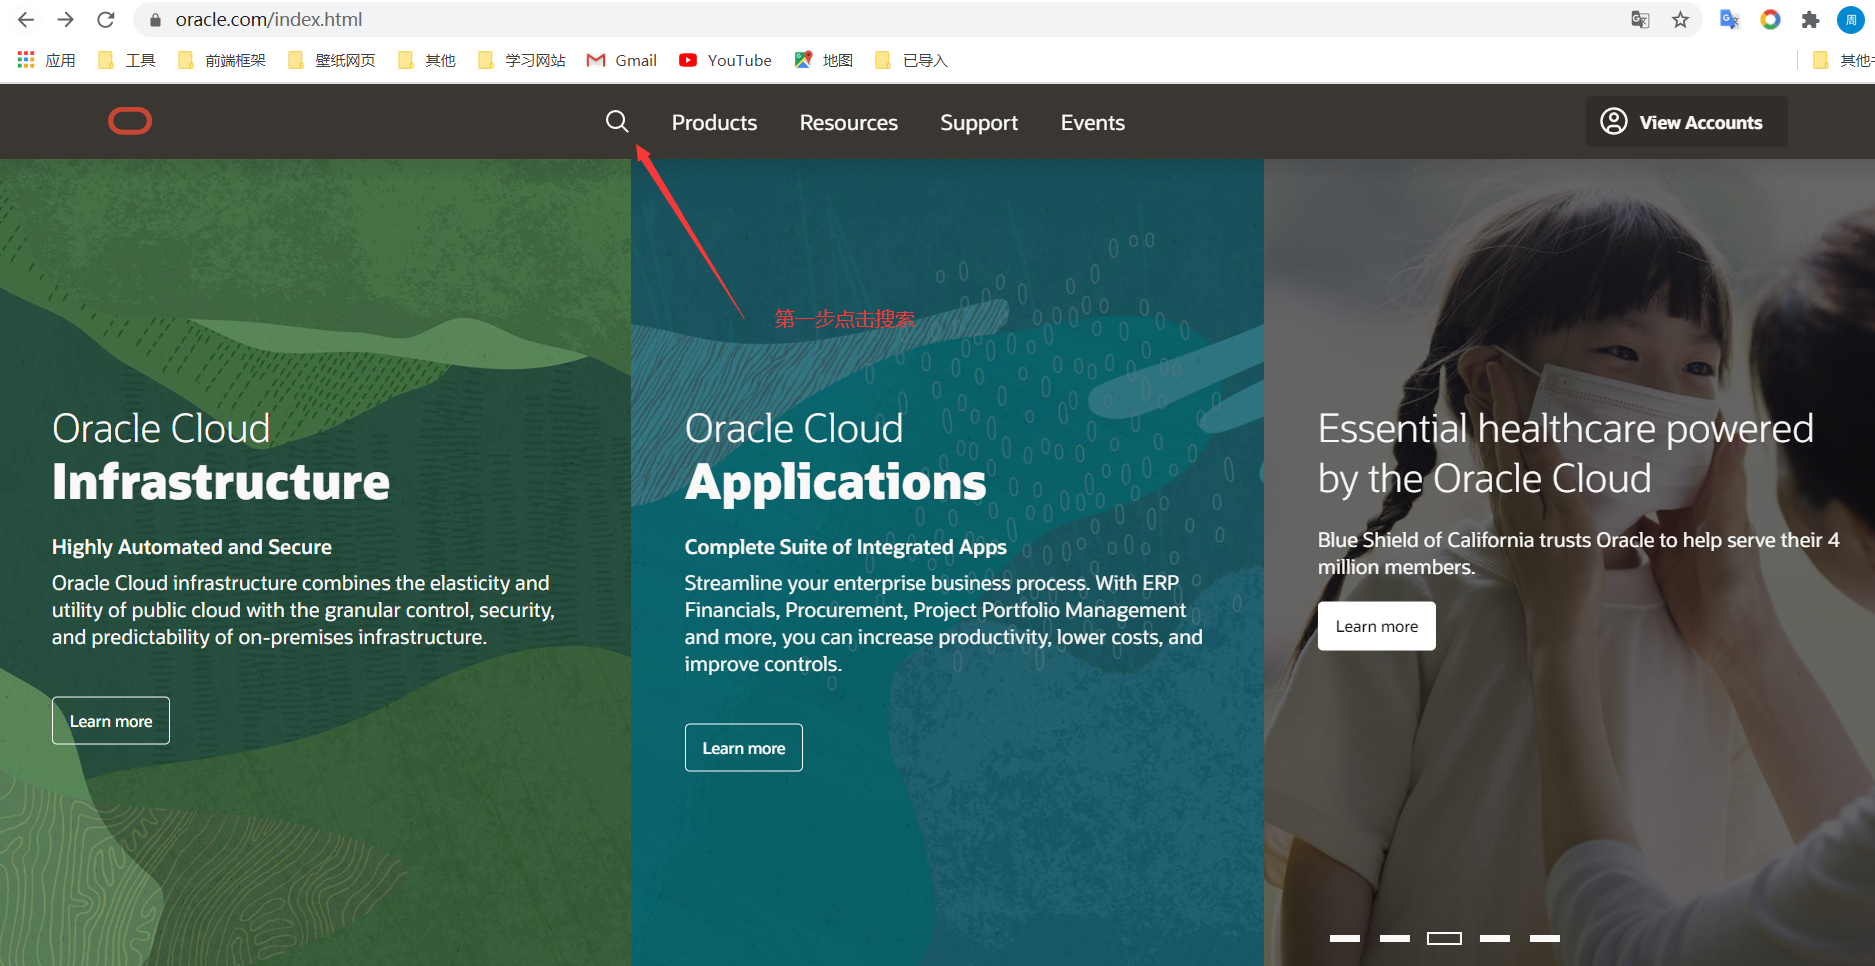 oracle.com/index.html
周
应用 工具 前端框架 壁纸网页 其他 学习网站 Gmail YouTube 地图 已导入
Products Resources Support Events View Accounts
第一步点击搜索
Oracle Cloud
Infrastructure
Highly Automated and Secure
Oracle Cloud infrastructure combines the elasticity and
utility of public cloud with the granular control, security,
and predictability of on-premises infrastructure.
Learn more
Oracle Cloud
Applications
Complete Suite of Integrated Apps
Streamline your enterprise business process. With ERP
Financials, Procurement, Project Portfolio Management
and more, you can increase productivity, lower costs, and
improve controls.
Learn more
Essential healthcare powered
by the Oracle Cloud
Blue Shield of California trusts Oracle to help serve their 4
million members.
Learn more